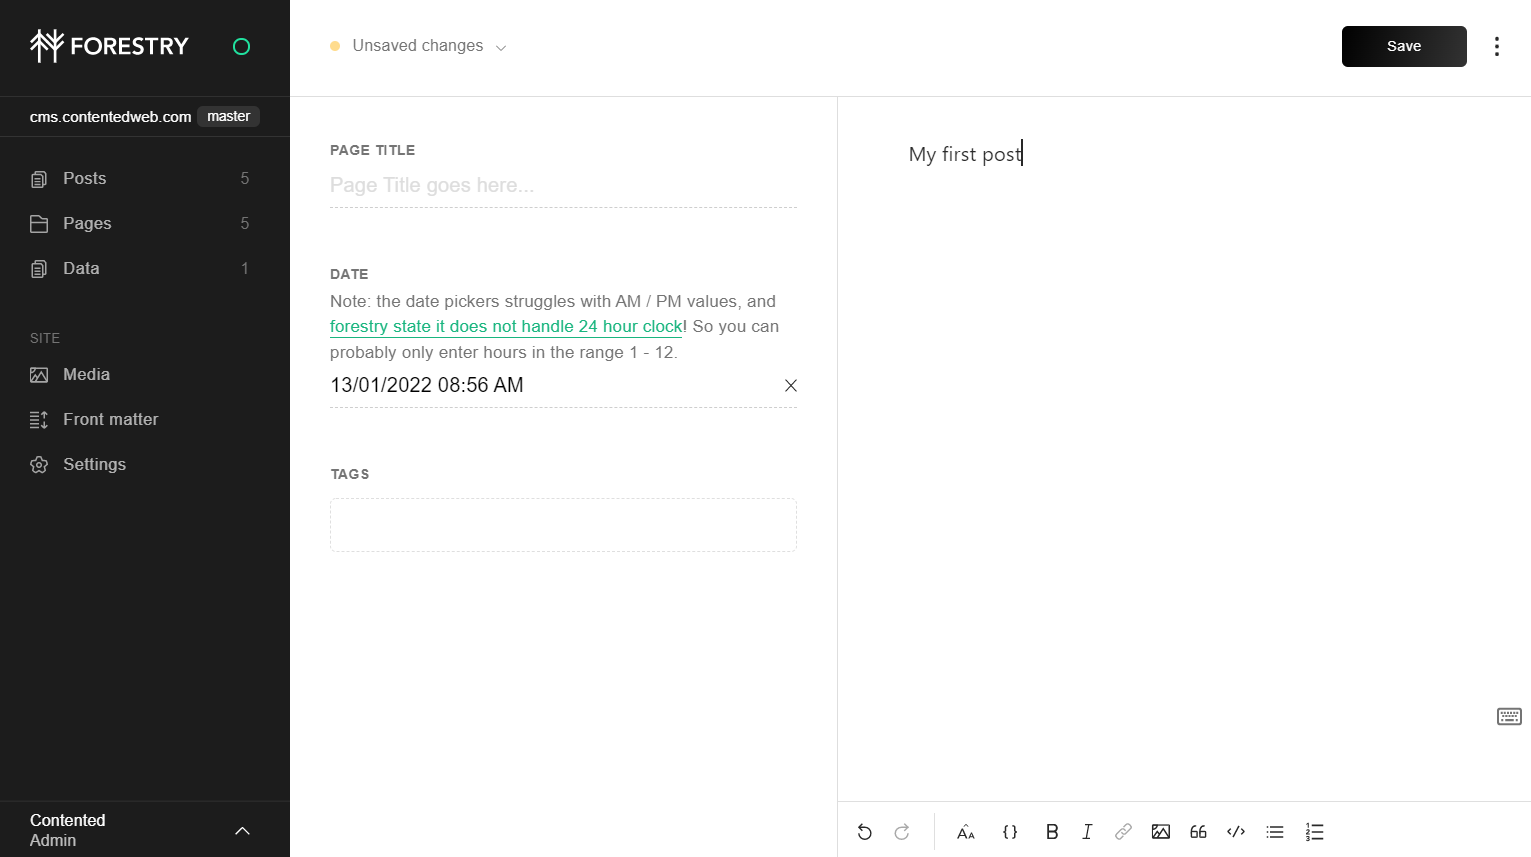 FORESTRY
Unsaved changes
Save
cms.contentedweb.com master
Posts 5
Pages 5
Data 1
SITE
Media
Front matter
Settings
Contented
Admin
PAGE TITLE
Page Title goes here...
DATE
Note: the date pickers struggles with AM / PM values, and
forestry state it does not handle 24 hour clock! So you can
probably only enter hours in the range 1 - 12.
13/01/2022 08:56 AM
TAGS
My first post